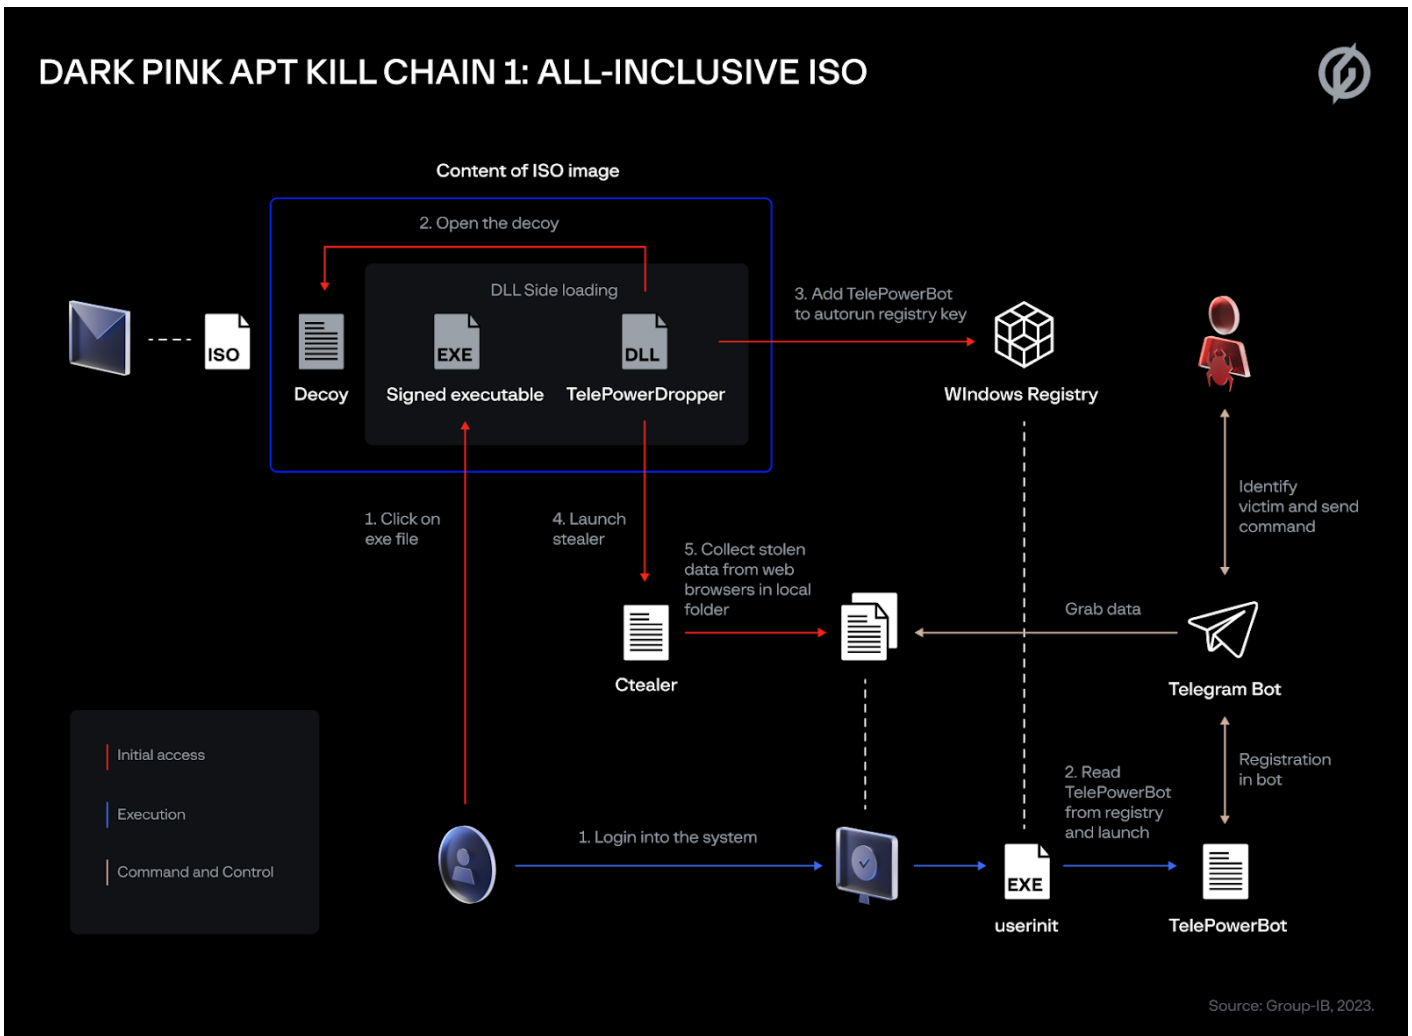 DARK PINK APT KILL CHAIN 1: ALL-INCLUSIVE ISO
Content of ISO image
2. Open the decoy
DLL Side loading
ISO
EXE
DLL
Decoy
Signed executable
TelePowerDropper
3. Add TelePowerBot
to autorun registry key
WIndows Registry
1. Click on
exe file
4. Launch
stealer
5. Collect stolen
data from web
browsers in local
folder
Identify
victim and send
command
Grab data
Ctealer
Telegram Bot
Initial access
Execution
Command and Control
1. Login into the system
2. Read
TelePowerBot
from registry
and launch
Registration
in bot
EXE
userinit
TelePowerBot
Source: Group-IB, 2023.